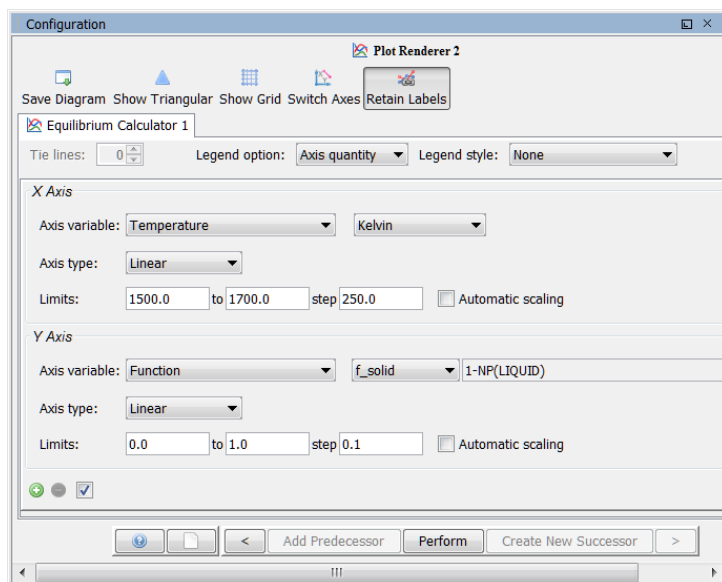 Configuration
Plot Renderer 2
Save Diagram Show Triangular Show Grid Switch Axes Retain Labels
Equilibrium Calculator 1
Tie lines: 0 Legend option: Axis quantity Legend style: None
X Axis
Axis variable: Temperature Kelvin
Axis type: Linear
Limits: 1500.0 to 1700.0 step 250.0 Automatic scaling
Y Axis
Axis variable: Function f_solid 1-NP(LIQUID)
Axis type: Linear
Limits: 0.0 to 1.0 step 0.1 Automatic scaling
< Add Predecessor Perform Create New Successor >